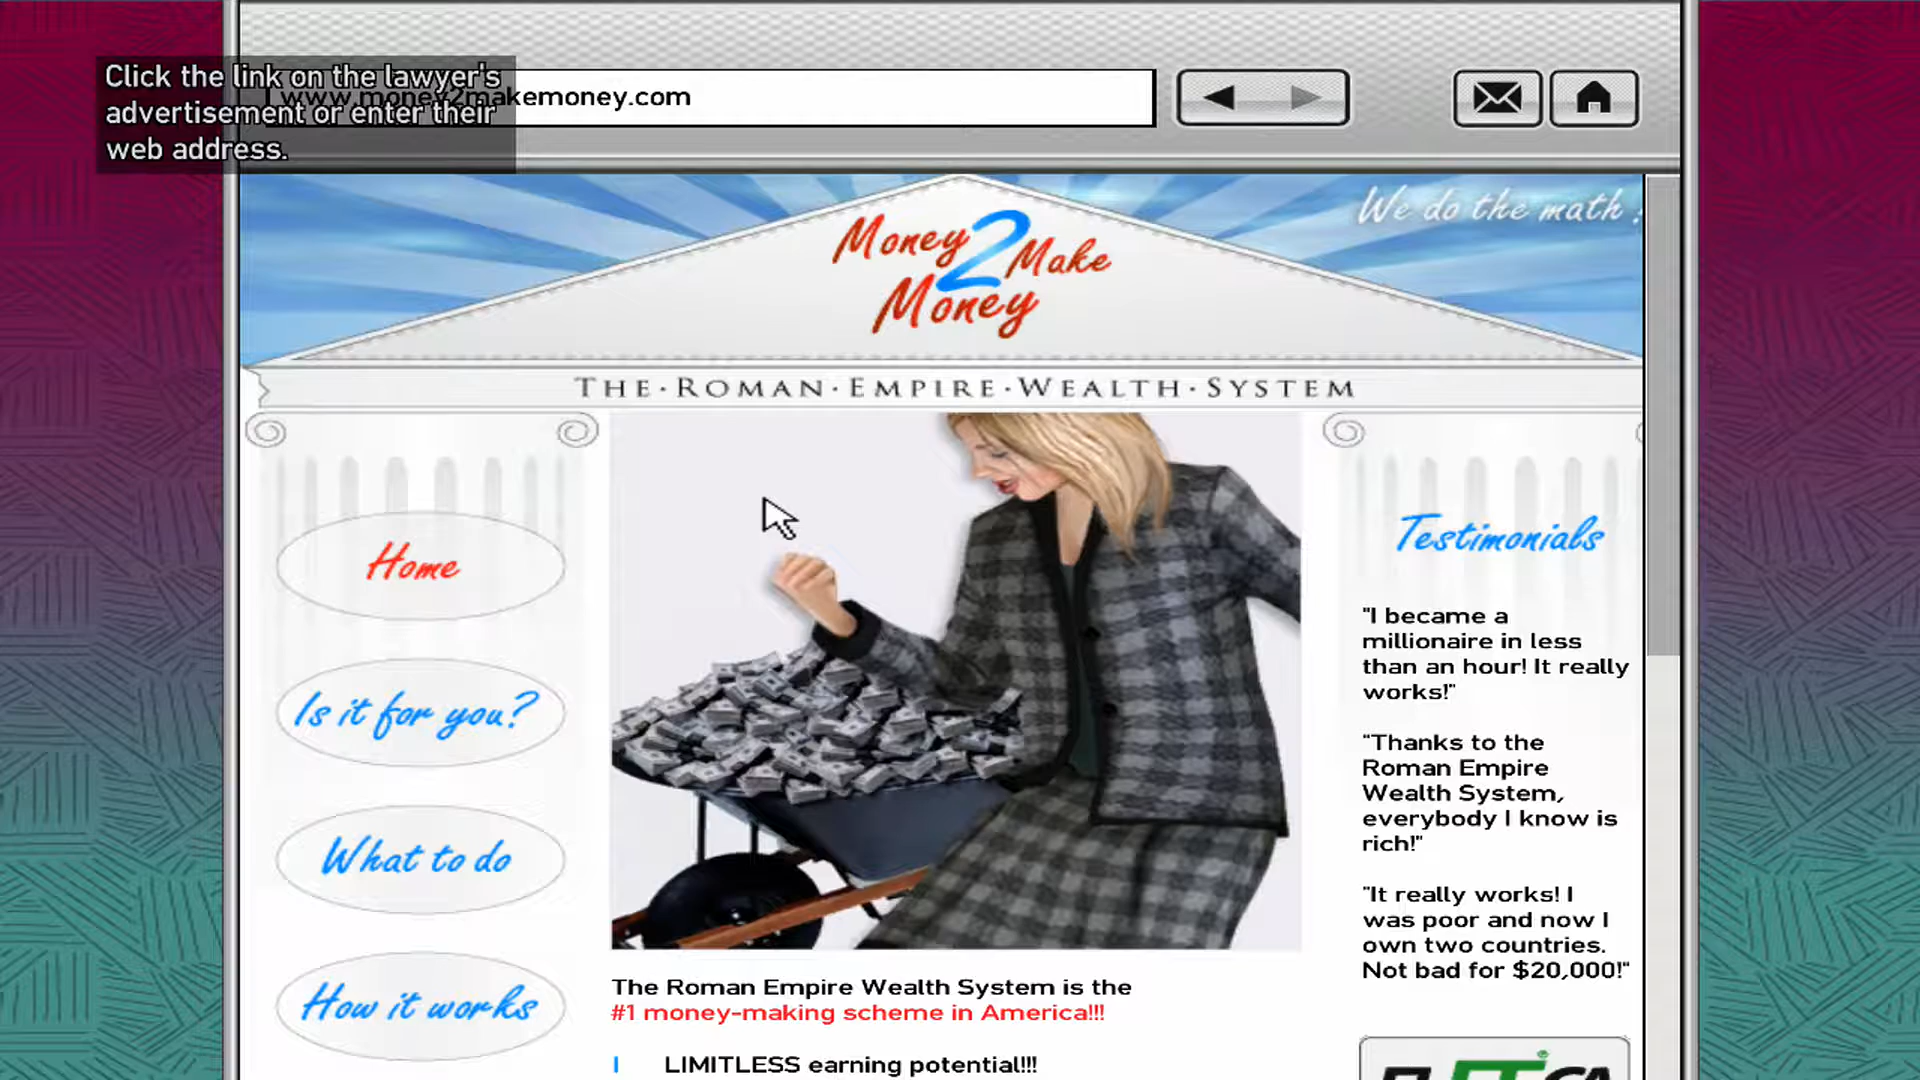 Click the link on the lawyer's
advertisement or enter their
web address.
www.money2makemoney.com
We do the math !
Money 2 Make
Money
THE·ROMAN·EMPIRE·WEALTH·SYSTEM
Home
Is it for you?
What to do
How it works
The Roman Empire Wealth System is the
#1 money-making scheme in America!!!
I LIMITLESS earning potential!!!
Testimonials
"I became a
millionaire in less
than an hour! It really
works!"
"Thanks to the
Roman Empire
Wealth System,
everybody I know is
rich!"
"It really works! I
was poor and now I
own two countries.
Not bad for $20,000!"